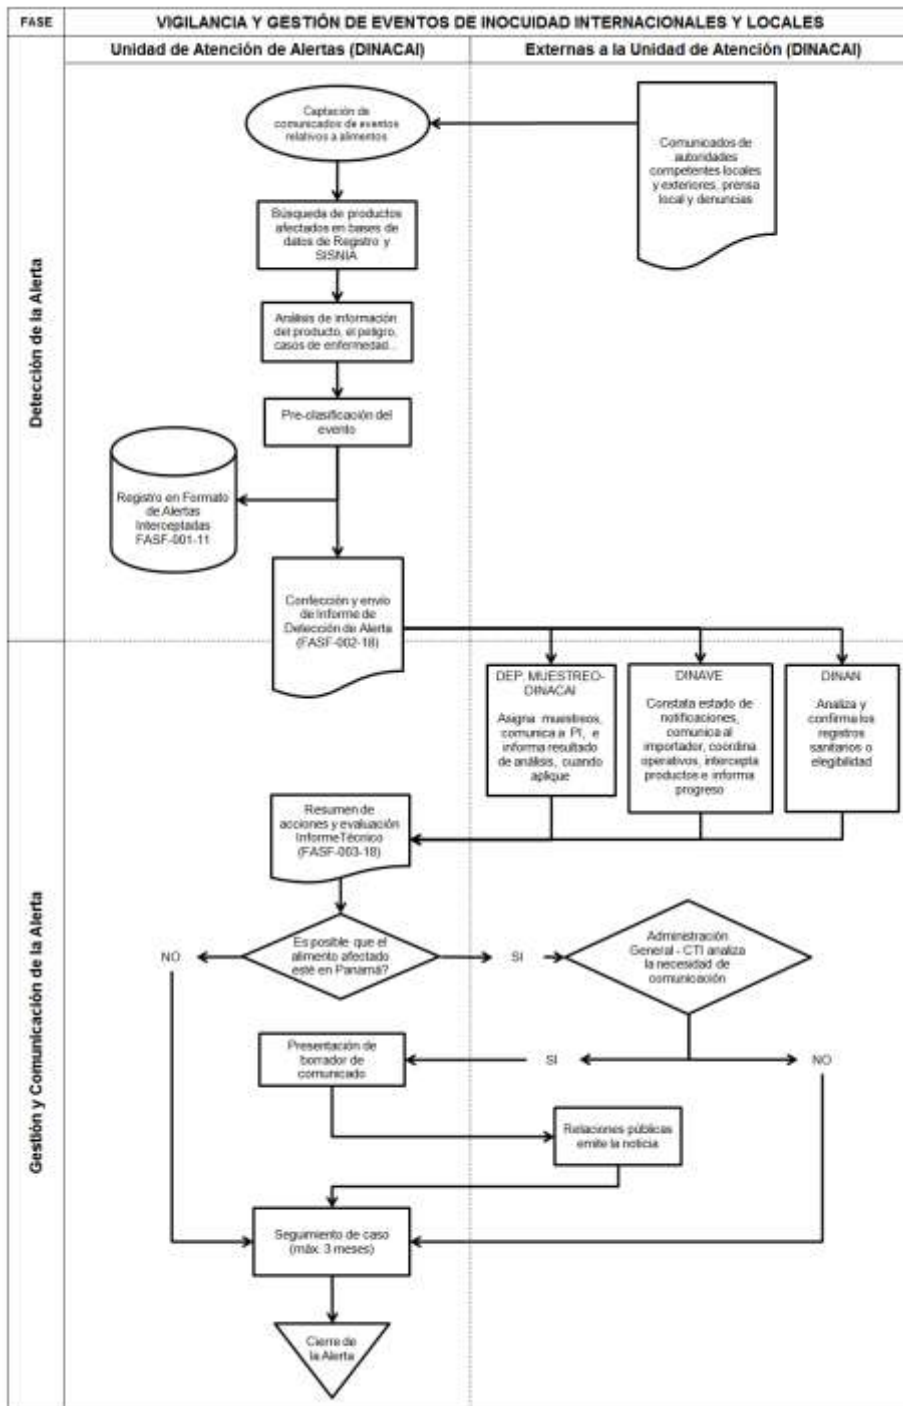 FASE
VIGILANCIA Y GESTIÓN DE EVENTOS DE INOCUIDAD INTERNACIONALES Y LOCALES
Unidad de Atención de Alertas (DINACAI)
Externas a la Unidad de Atención (DINACAI)
Detección de la Alerta
Captación de
comunicados de eventos
relativos a alimentos
Comunicados de
autoridades
competentes locales
y exteriores, prensa
local y denuncias
Búsqueda de productos
afectados en bases de
datos de Registro y
SISNIA
Análisis de información
del producto, el peligro,
casos de enfermedad...
Pre-clasificación del
evento
Registro en Formato
de Alertas
Interceptadas
FASF-001-11
Confección y envío
de Informe de
Detección de Alerta
(FASF-002-18)
Gestión y Comunicación de la Alerta
DEP. MUESTREO-
DINACAI
Asigna muestreos,
comunica a PI, e
informa resultado
de análisis, cuando
aplique
DINAVE
Constata estado de
notificaciones,
comunica al
importador, coordina
operativos, intercepta
productos e informa
progreso
DINAN
Analiza y
confirma los
registros
sanitarios o
elegibilidad
Resumen de
acciones y evaluación
InformeTécnico
(FASF-003-18)
Es posible que el
alimento afectado
esté en Panamá?
NO
SI
Administración
General - CTI analiza
la necesidad de
comunicación
Presentación de
borrador de
comunicado
SI
NO
Relaciones públicas
emite la noticia
Seguimiento de caso
(máx. 3 meses)
Cierre de
la Alerta